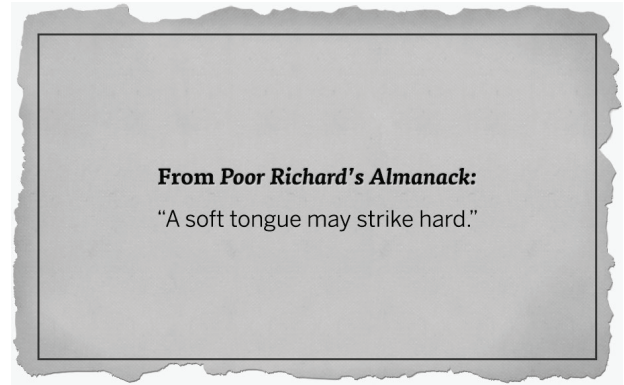 From Poor Richard’s Almanack:
“A soft tongue may strike hard.”